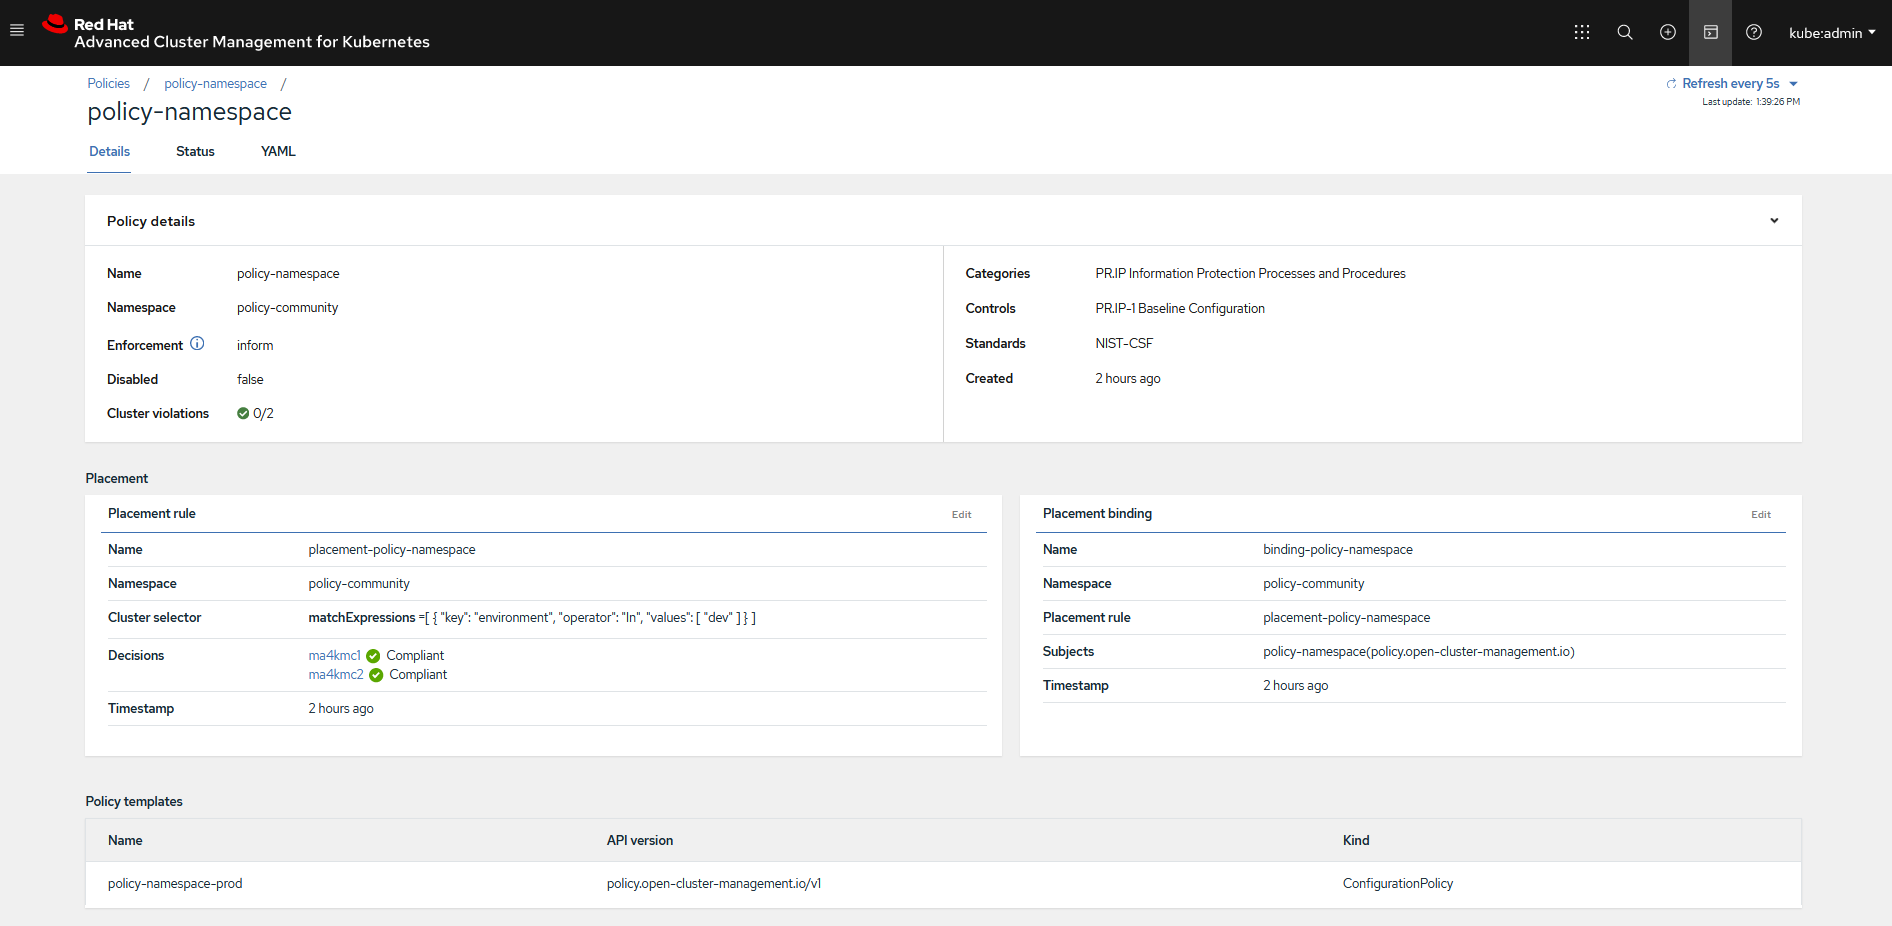 Red Hat
Advanced Cluster Management for Kubernetes
kube:admin
Policies / policy-namespace /
Refresh every 5s
policy-namespace
Last update: 1:39:26 PM
Details Status YAML
Policy details
Name policy-namespace
Namespace policy-community
Enforcement inform
Disabled false
Cluster violations 0/2
Categories PR.IP Information Protection Processes and Procedures
Controls PR.IP-1 Baseline Configuration
Standards NIST-CSF
Created 2 hours ago
Placement
Placement rule Edit
Name placement-policy-namespace
Namespace policy-community
Cluster selector matchExpressions =[ { "key": "environment", "operator": "In", "values": [ "dev" ] } ]
Decisions ma4kmc1 Compliant
ma4kmc2 Compliant
Timestamp 2 hours ago
Placement binding Edit
Name binding-policy-namespace
Namespace policy-community
Placement rule placement-policy-namespace
Subjects policy-namespace(policy.open-cluster-management.io)
Timestamp 2 hours ago
Policy templates
Name API version Kind
policy-namespace-prod policy.open-cluster-management.io/v1 ConfigurationPolicy